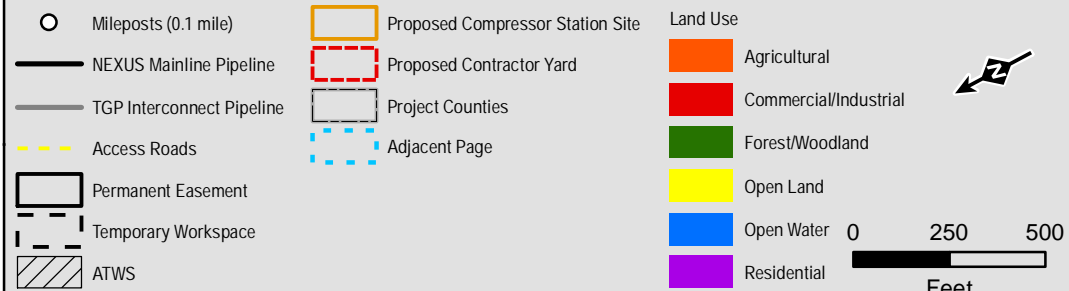 Mileposts (0.1 mile)
NEXUS Mainline Pipeline
TGP Interconnect Pipeline
Access Roads
Permanent Easement
Temporary Workspace
ATWS
Proposed Compressor Station Site
Proposed Contractor Yard
Project Counties
Adjacent Page
Land Use
Agricultural
Commercial/Industrial
Forest/Woodland
Open Land
Open Water
Residential
N
0 250 500
Feet